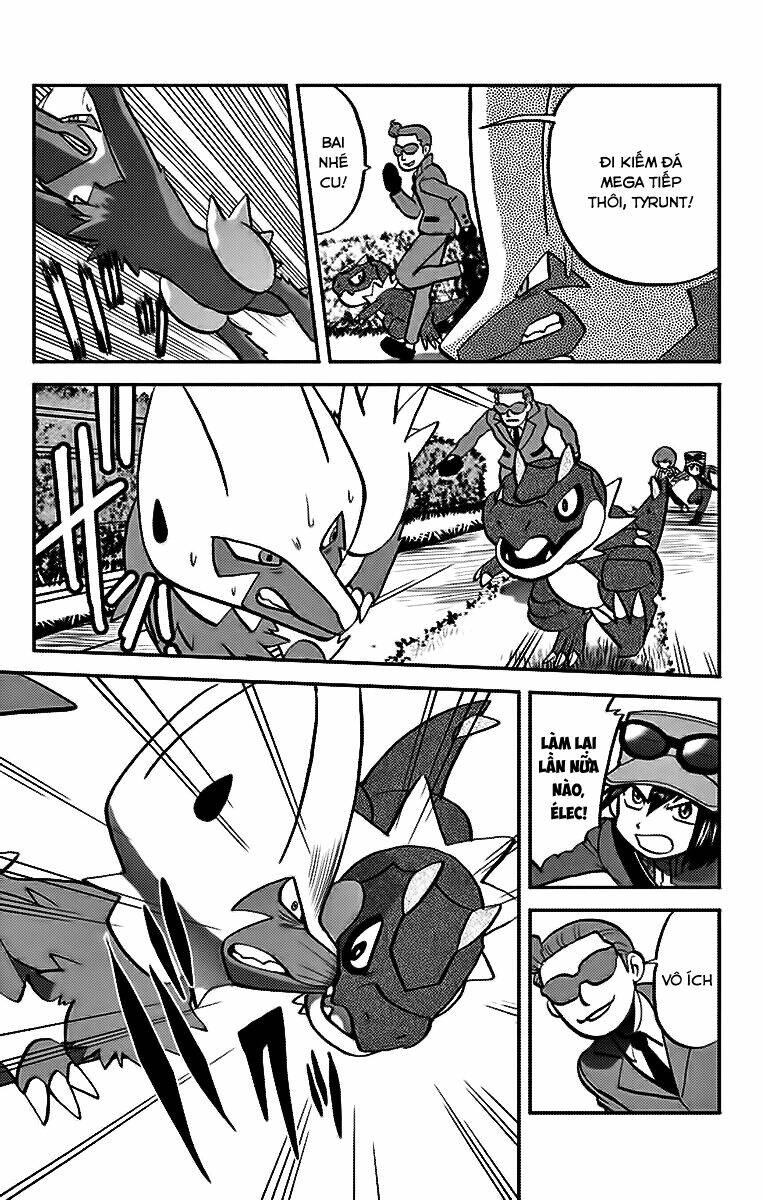 ĐI KIẾM ĐÁ
MEGA TIẾP
THÔI, TYRUNT!
BAI
NHÉ
CU!
LÀM LẠI
LẦN NỮA
NÀO,
ÉLEC!
VÔ ÍCH